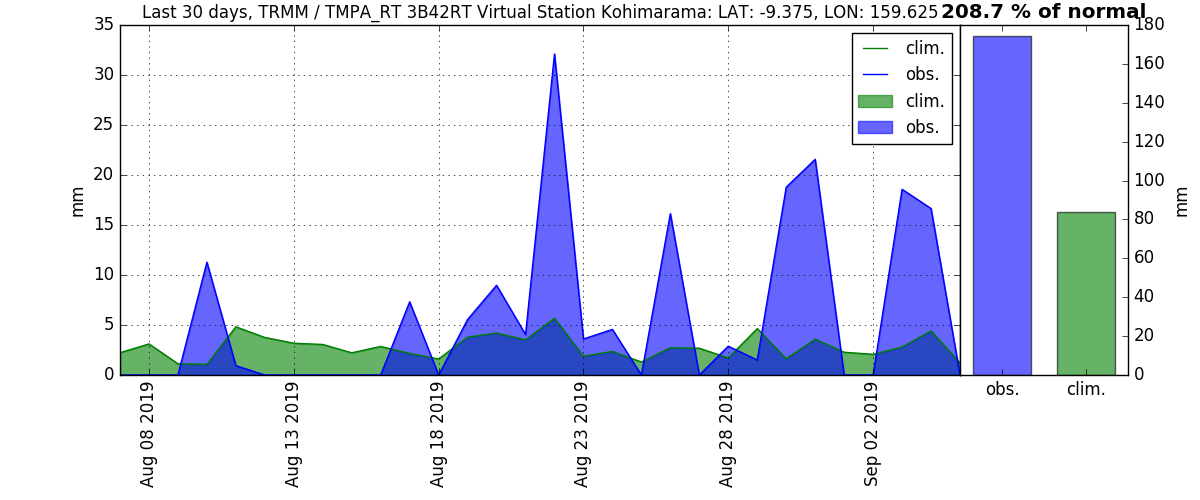 Last 30 days, TRMM / TMPA_RT 3B42RT Virtual Station Kohimarama: LAT: -9.375, LON: 159.625
208.7 % of normal
35
30
25
20
15
10
5
0
mm
clim.
obs.
clim.
obs.
Aug 08 2019
Aug 13 2019
Aug 18 2019
Aug 23 2019
Aug 28 2019
Sep 02 2019
180
160
140
120
100
80
60
40
20
0
mm
obs.
clim.